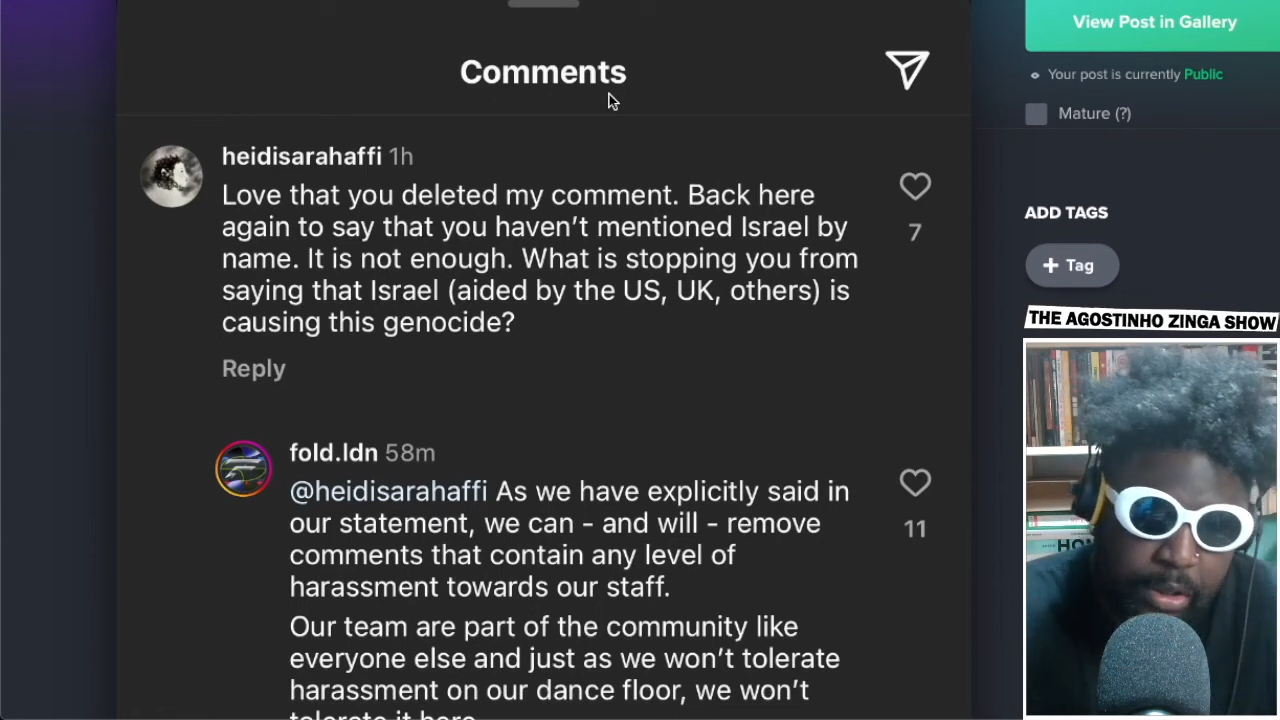 View Post in Gallery
Your post is currently Public
Mature (?)
ADD TAGS
+ Tag
THE AGOSTINHO ZINGA SHOW
Comments
heidisarahaffi 1h
Love that you deleted my comment. Back here
again to say that you haven’t mentioned Israel by
name. It is not enough. What is stopping you from
saying that Israel (aided by the US, UK, others) is
causing this genocide?
7
Reply
fold.ldn 58m
@heidisarahaffi As we have explicitly said in
our statement, we can - and will - remove
comments that contain any level of
harassment towards our staff.
11
Our team are part of the community like
everyone else and just as we won’t tolerate
harassment on our dance floor, we won’t
tolerate it here